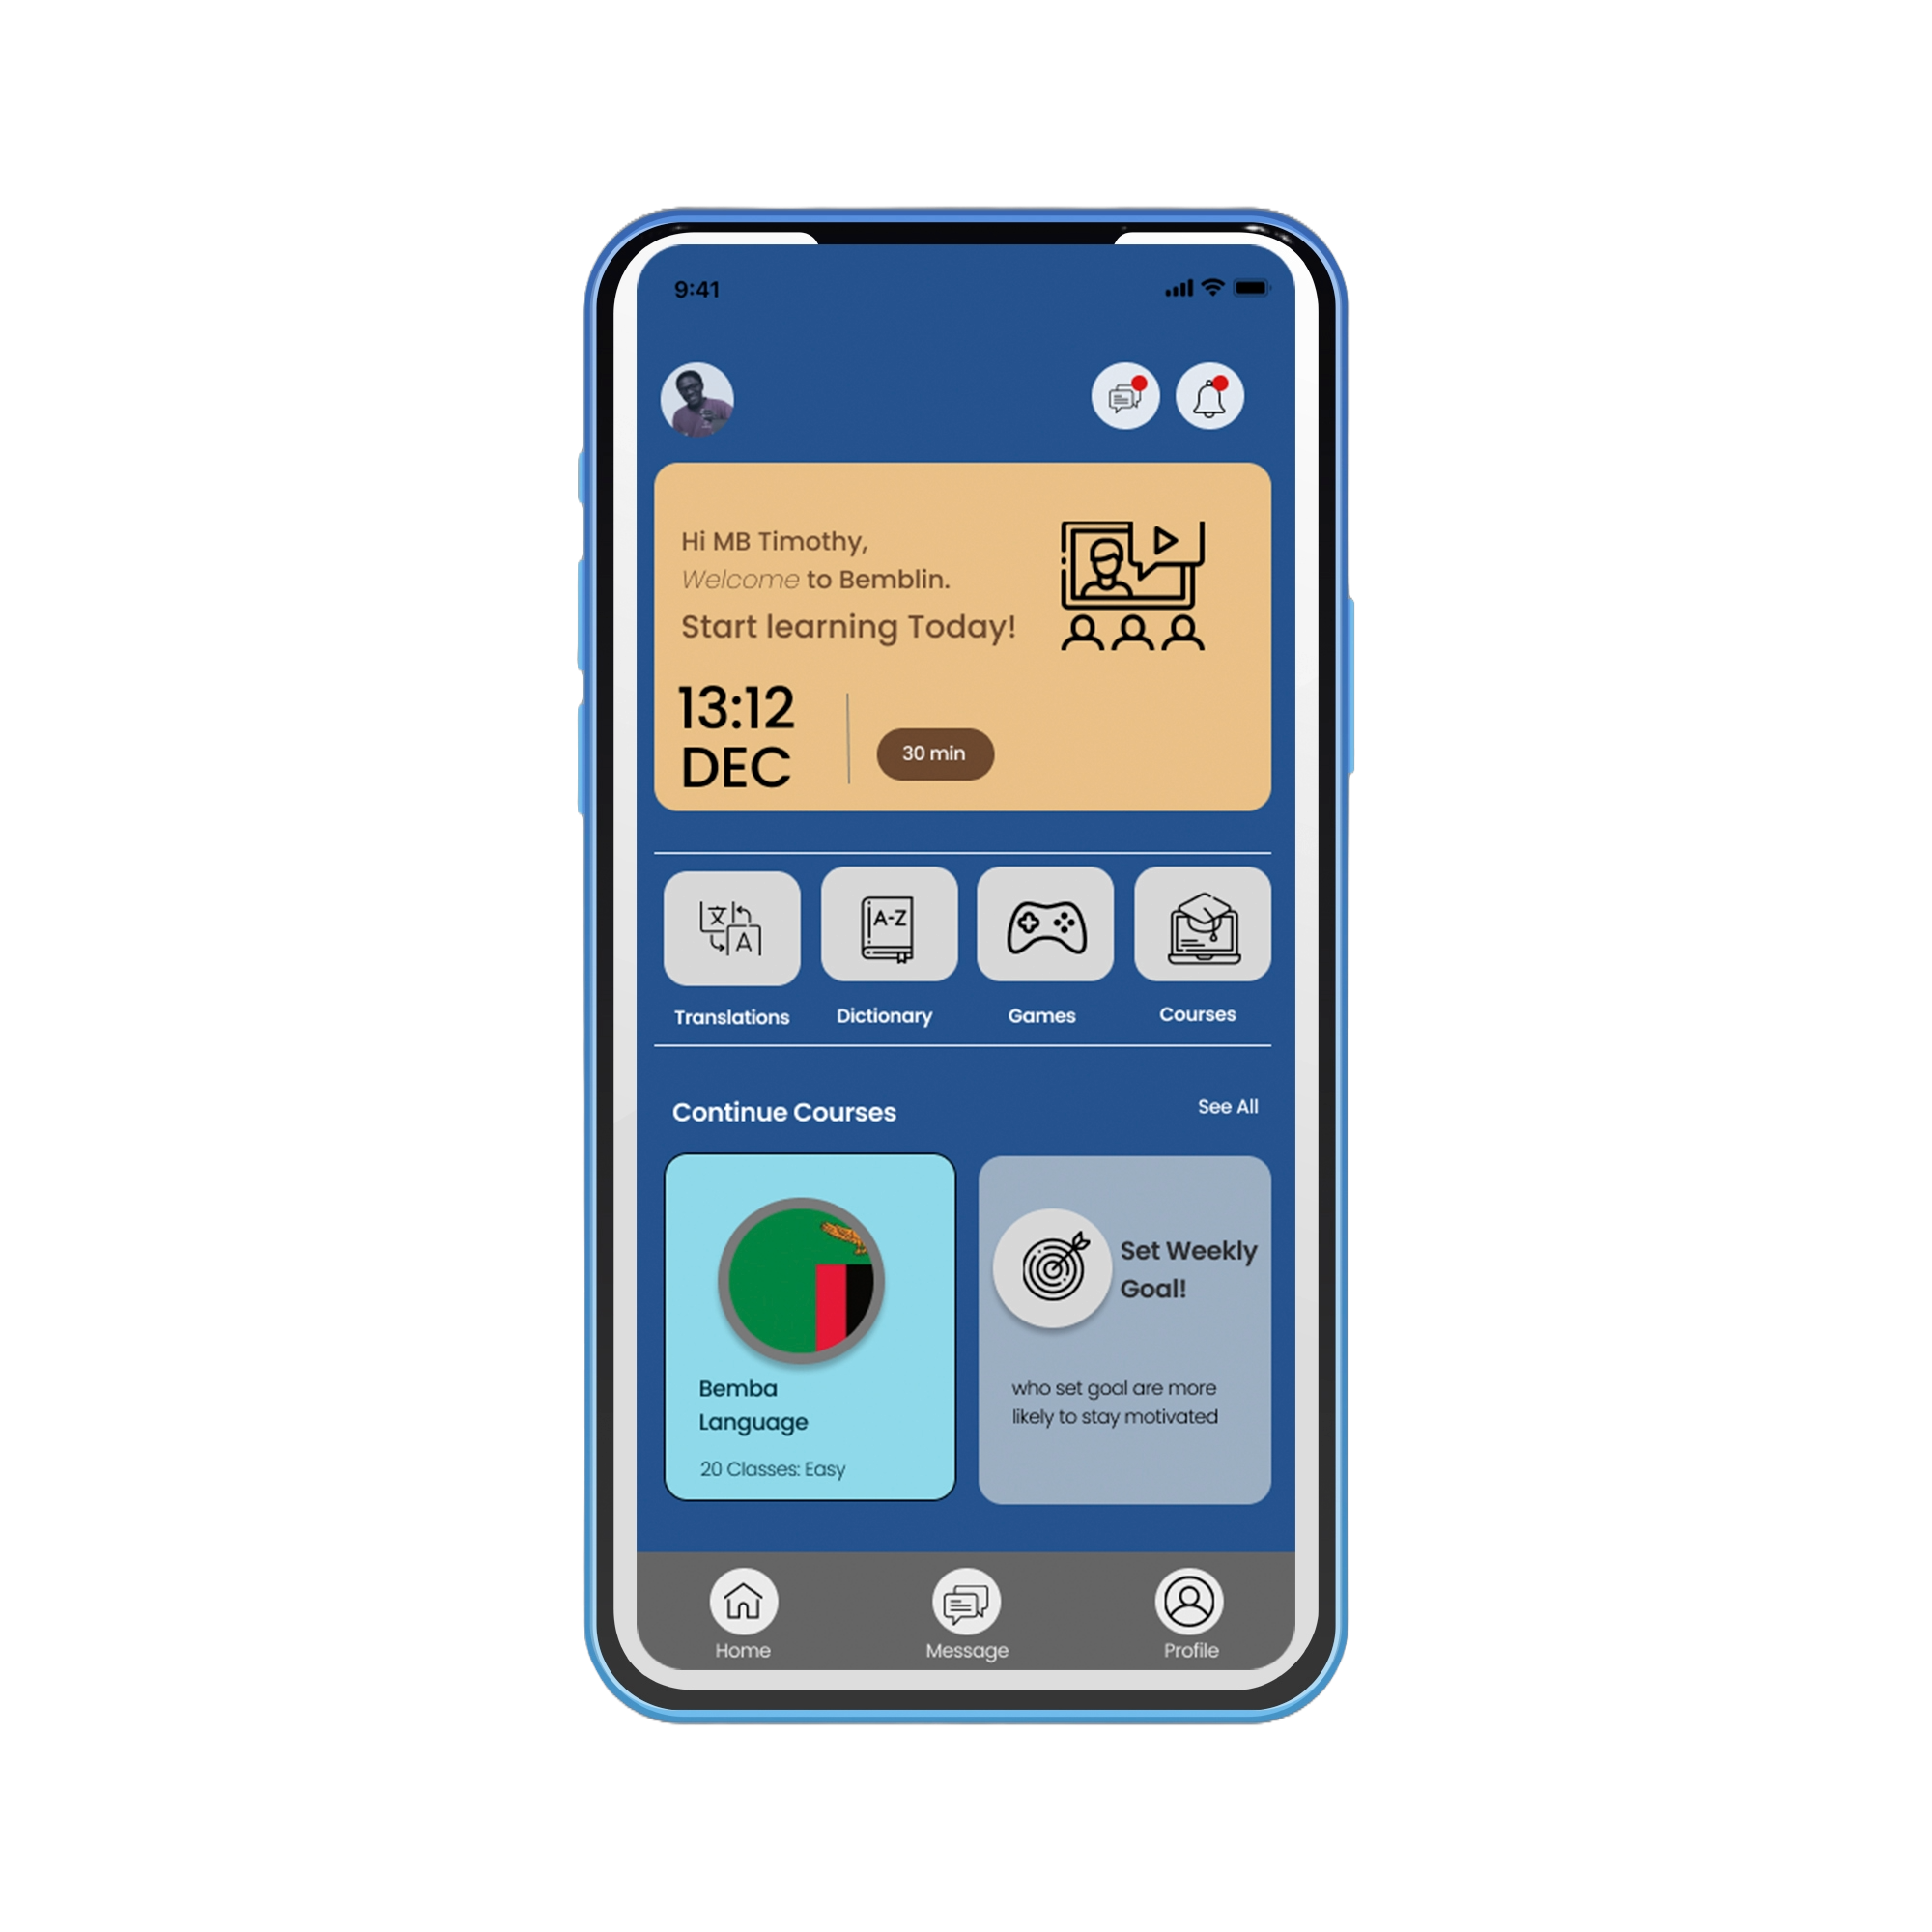 9:41
Hi MB Timothy,
Welcome to Bemblin.
Start learning Today!
13:12
DEC
30 min
文
A
A-Z
Translations
Dictionary
Games
Courses
Continue Courses
See All
Bemba
Language
20 Classes: Easy
Set Weekly
Goal!
who set goal are more
likely to stay motivated
Home
Message
Profile